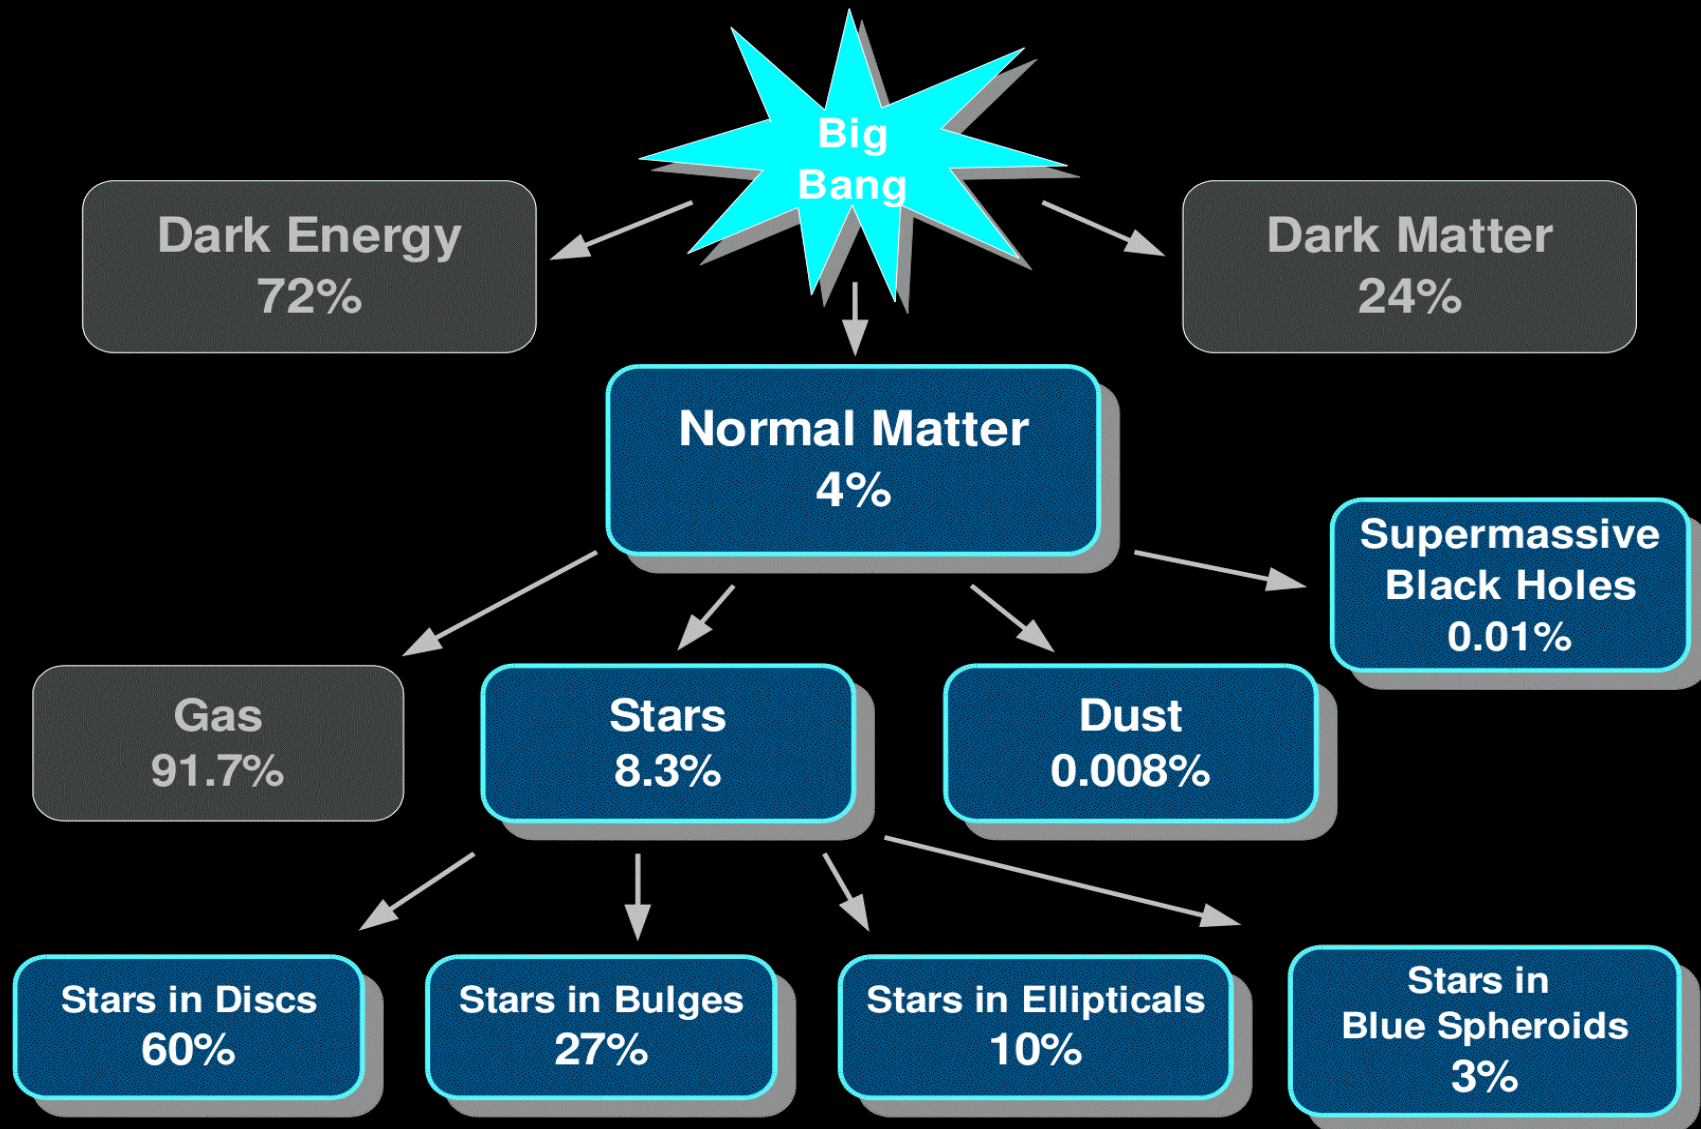 Big
Bang
Dark Energy
72%
Dark Matter
24%
Normal Matter
4%
Supermassive
Black Holes
0.01%
Gas
91.7%
Stars
8.3%
Dust
0.008%
Stars in Discs
60%
Stars in Bulges
27%
Stars in Ellipticals
10%
Stars in
Blue Spheroids
3%